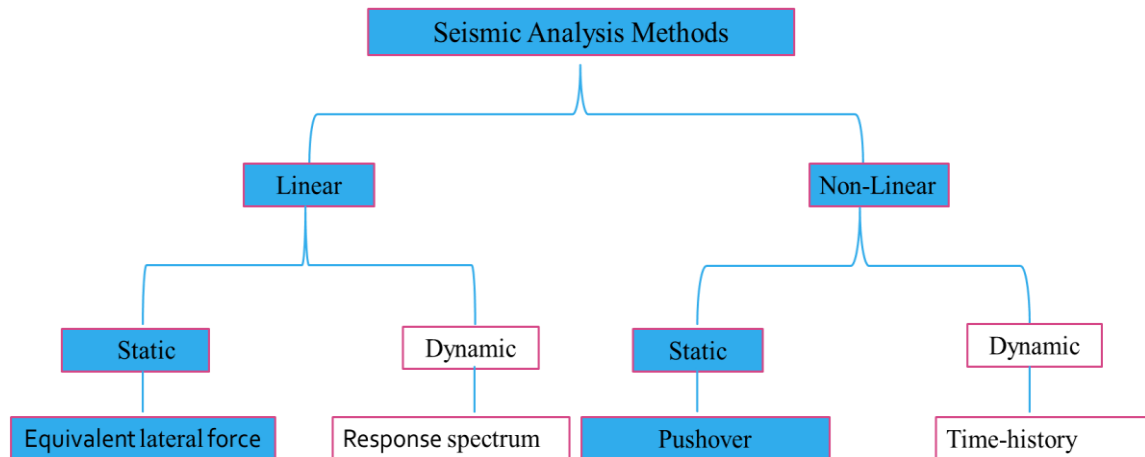 Seismic Analysis Methods
Linear
Non-Linear
Static
Dynamic
Static
Dynamic
Equivalent lateral force
Response spectrum
Pushover
Time-history